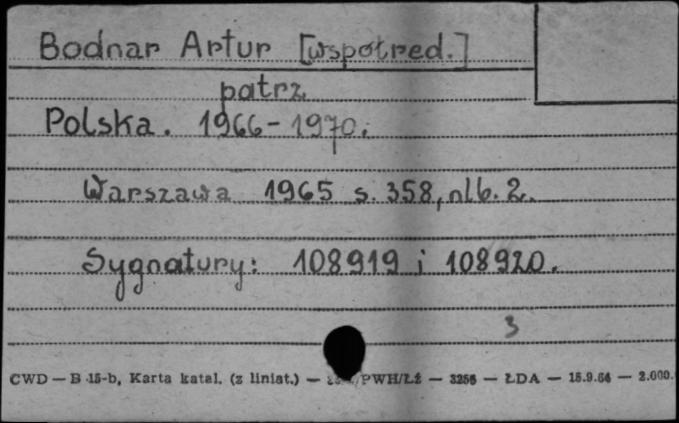 Bodnar Artur [współred.]
patrz
Polska. 1966-1970.
Warszawa 1965 s. 358, nlb. 2.
Sygnatury: 108919 i 108920.
3
CWD — B 15-b, Karta katal. (z liniat.) — /PWH/Łź — 3256 — ŁDA — 15.9.64 — 2.000.